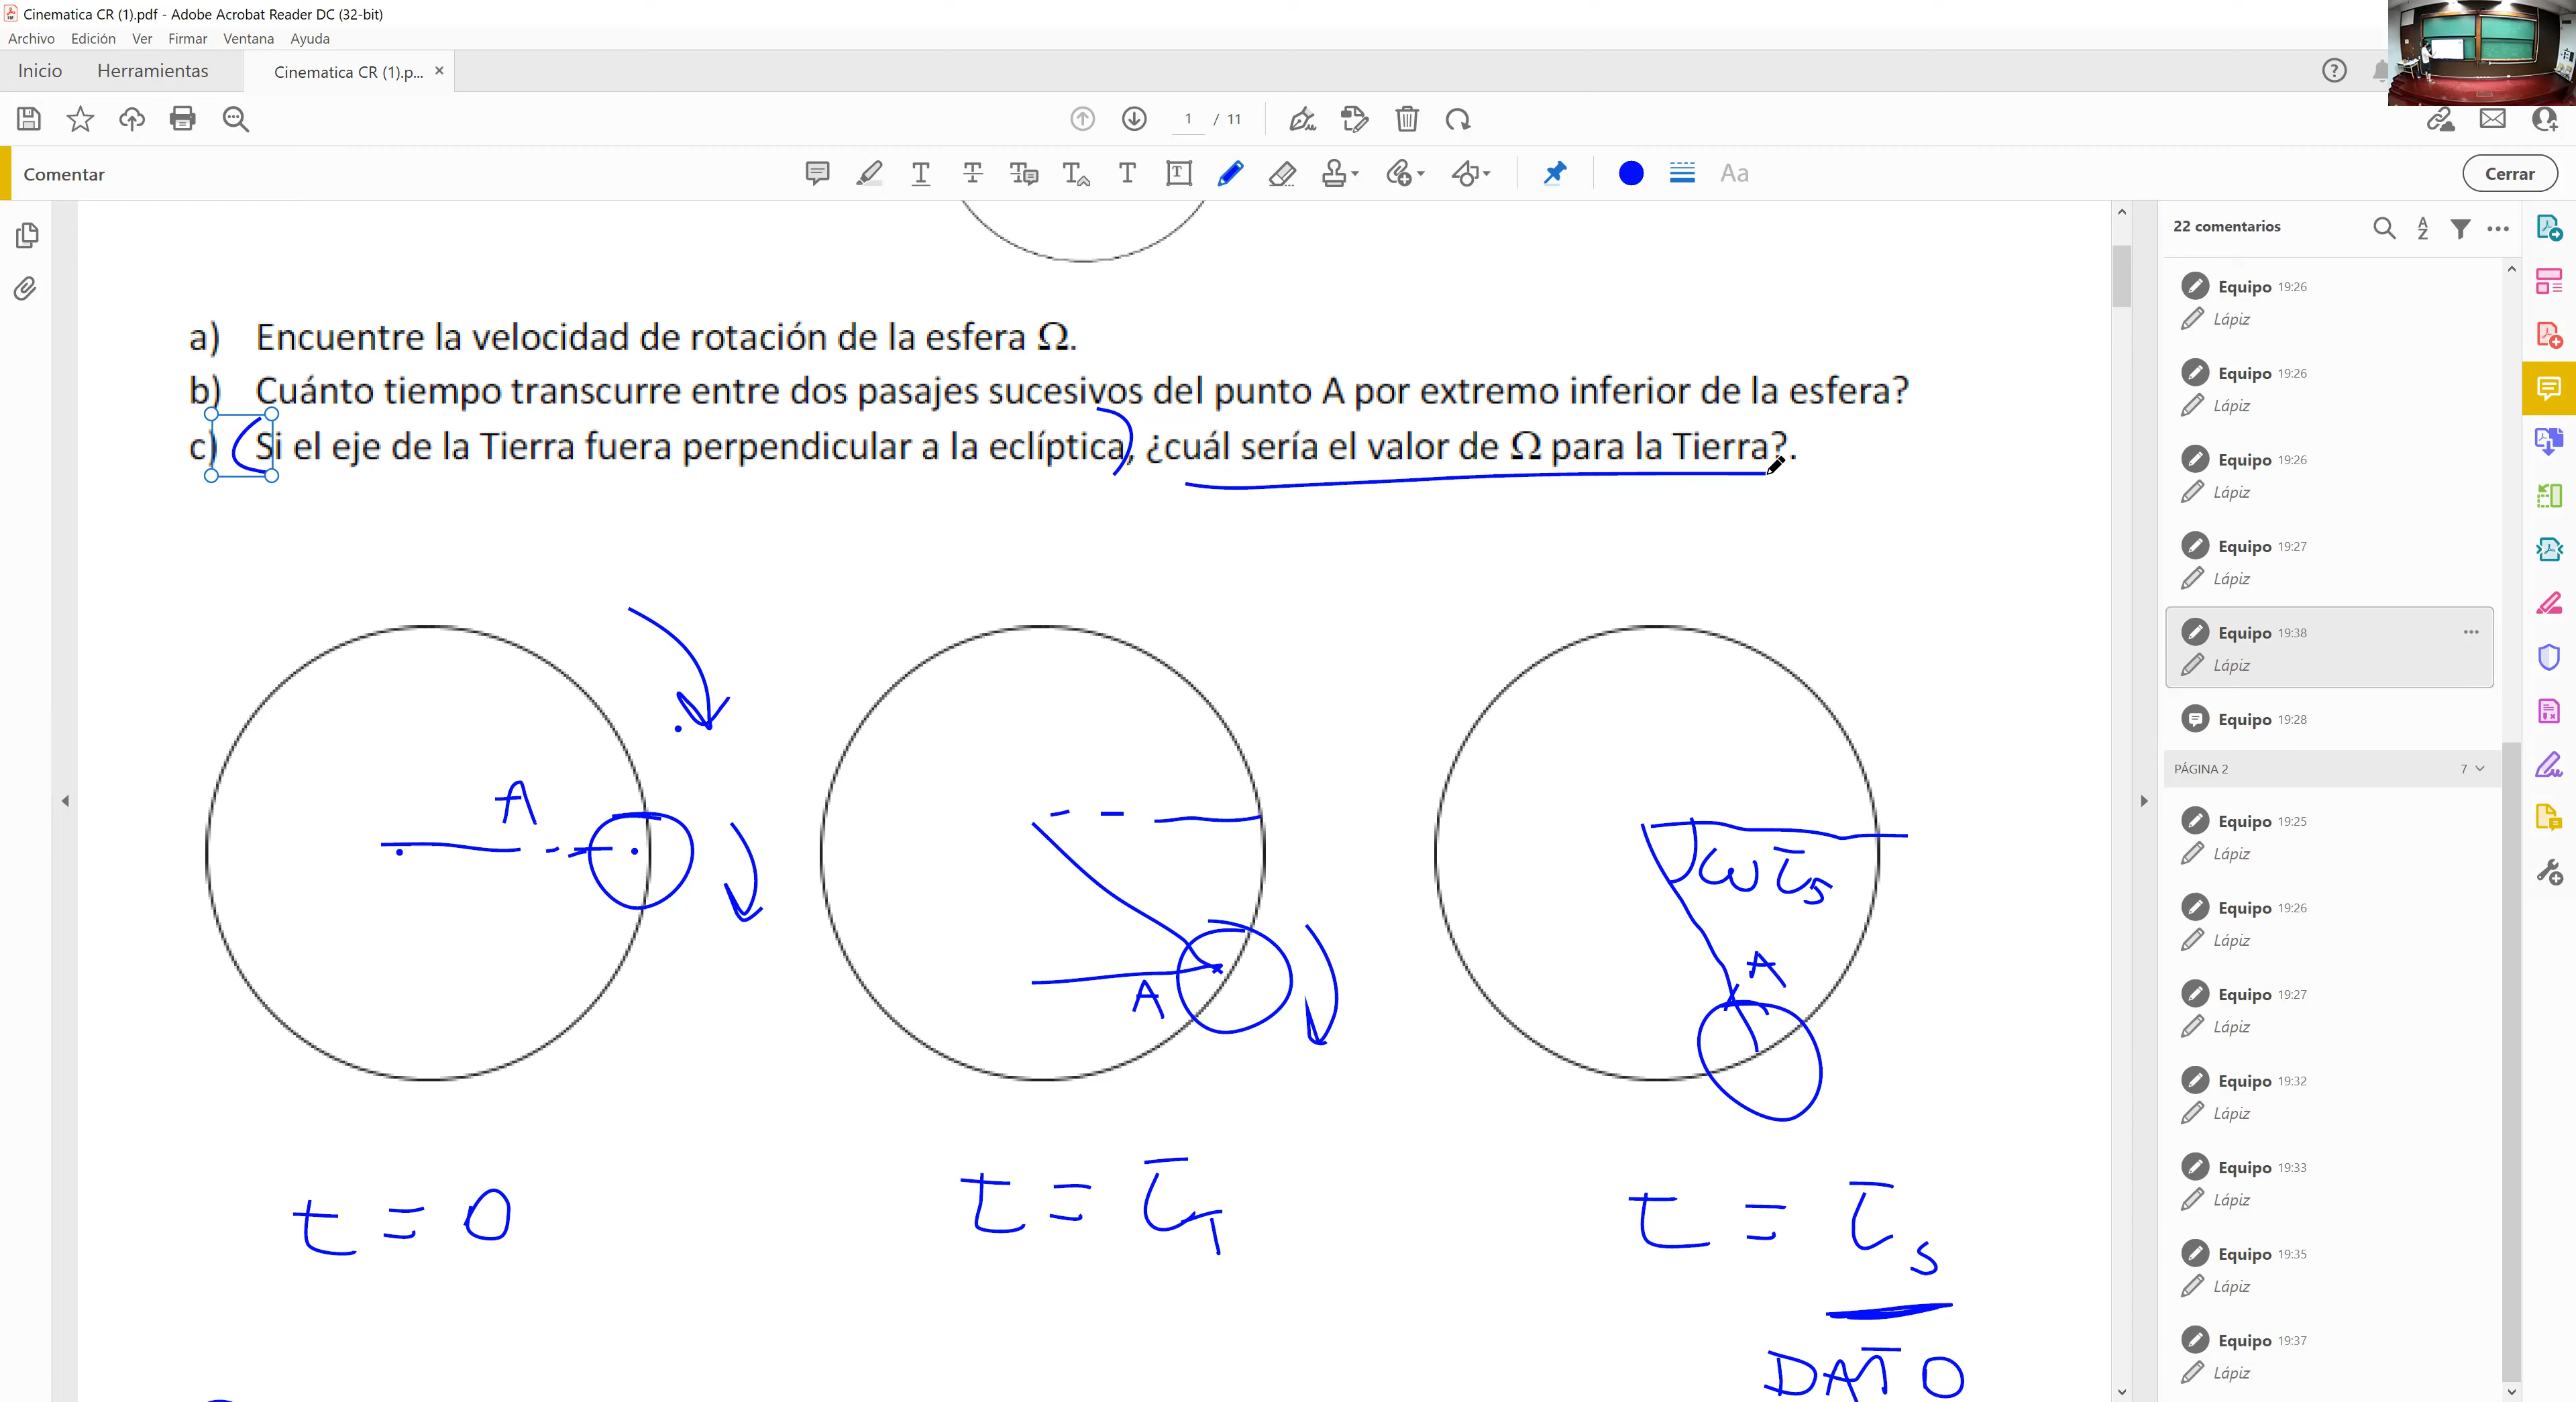 Cinematica CR (1).pdf - Adobe Acrobat Reader DC (32-bit)
Archivo Edición Ver Firmar Ventana Ayuda
Inicio Herramientas Cinematica CR (1).p... ×
1 / 11
Comentar
Aa
Cerrar
a) Encuentre la velocidad de rotación de la esfera Ω.
b) Cuánto tiempo transcurre entre dos pasajes sucesivos del punto A por extremo inferior de la esfera?
c) Si el eje de la Tierra fuera perpendicular a la eclíptica, ¿cuál sería el valor de Ω para la Tierra?.
A
A
ω τs
A
t = 0
t = τ1
t = τs
DATO
22 comentarios
Equipo 19:26
Lápiz
Equipo 19:26
Lápiz
Equipo 19:26
Lápiz
Equipo 19:27
Lápiz
Equipo 19:38
Lápiz
Equipo 19:28
PÁGINA 2 7
Equipo 19:25
Lápiz
Equipo 19:26
Lápiz
Equipo 19:27
Lápiz
Equipo 19:32
Lápiz
Equipo 19:33
Lápiz
Equipo 19:35
Lápiz
Equipo 19:37
Lápiz